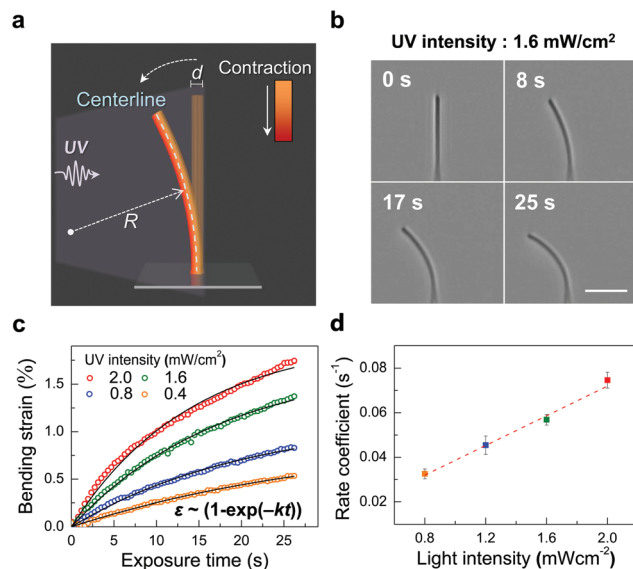 a
d
Contraction
Centerline
UV
R
b
UV intensity : 1.6 mW/cm²
0 s
8 s
17 s
25 s
c
UV intensity (mW/cm²)
2.0 1.6
0.8 0.4
1.5
1.0
0.5
0.0
Bending strain (%)
ε ~ (1-exp(–kt))
0 5 10 15 20 25
Exposure time (s)
d
0.08
0.06
0.04
0.02
Rate coefficient (s⁻¹)
0.8 1.2 1.6 2.0
Light intensity (mWcm⁻²)